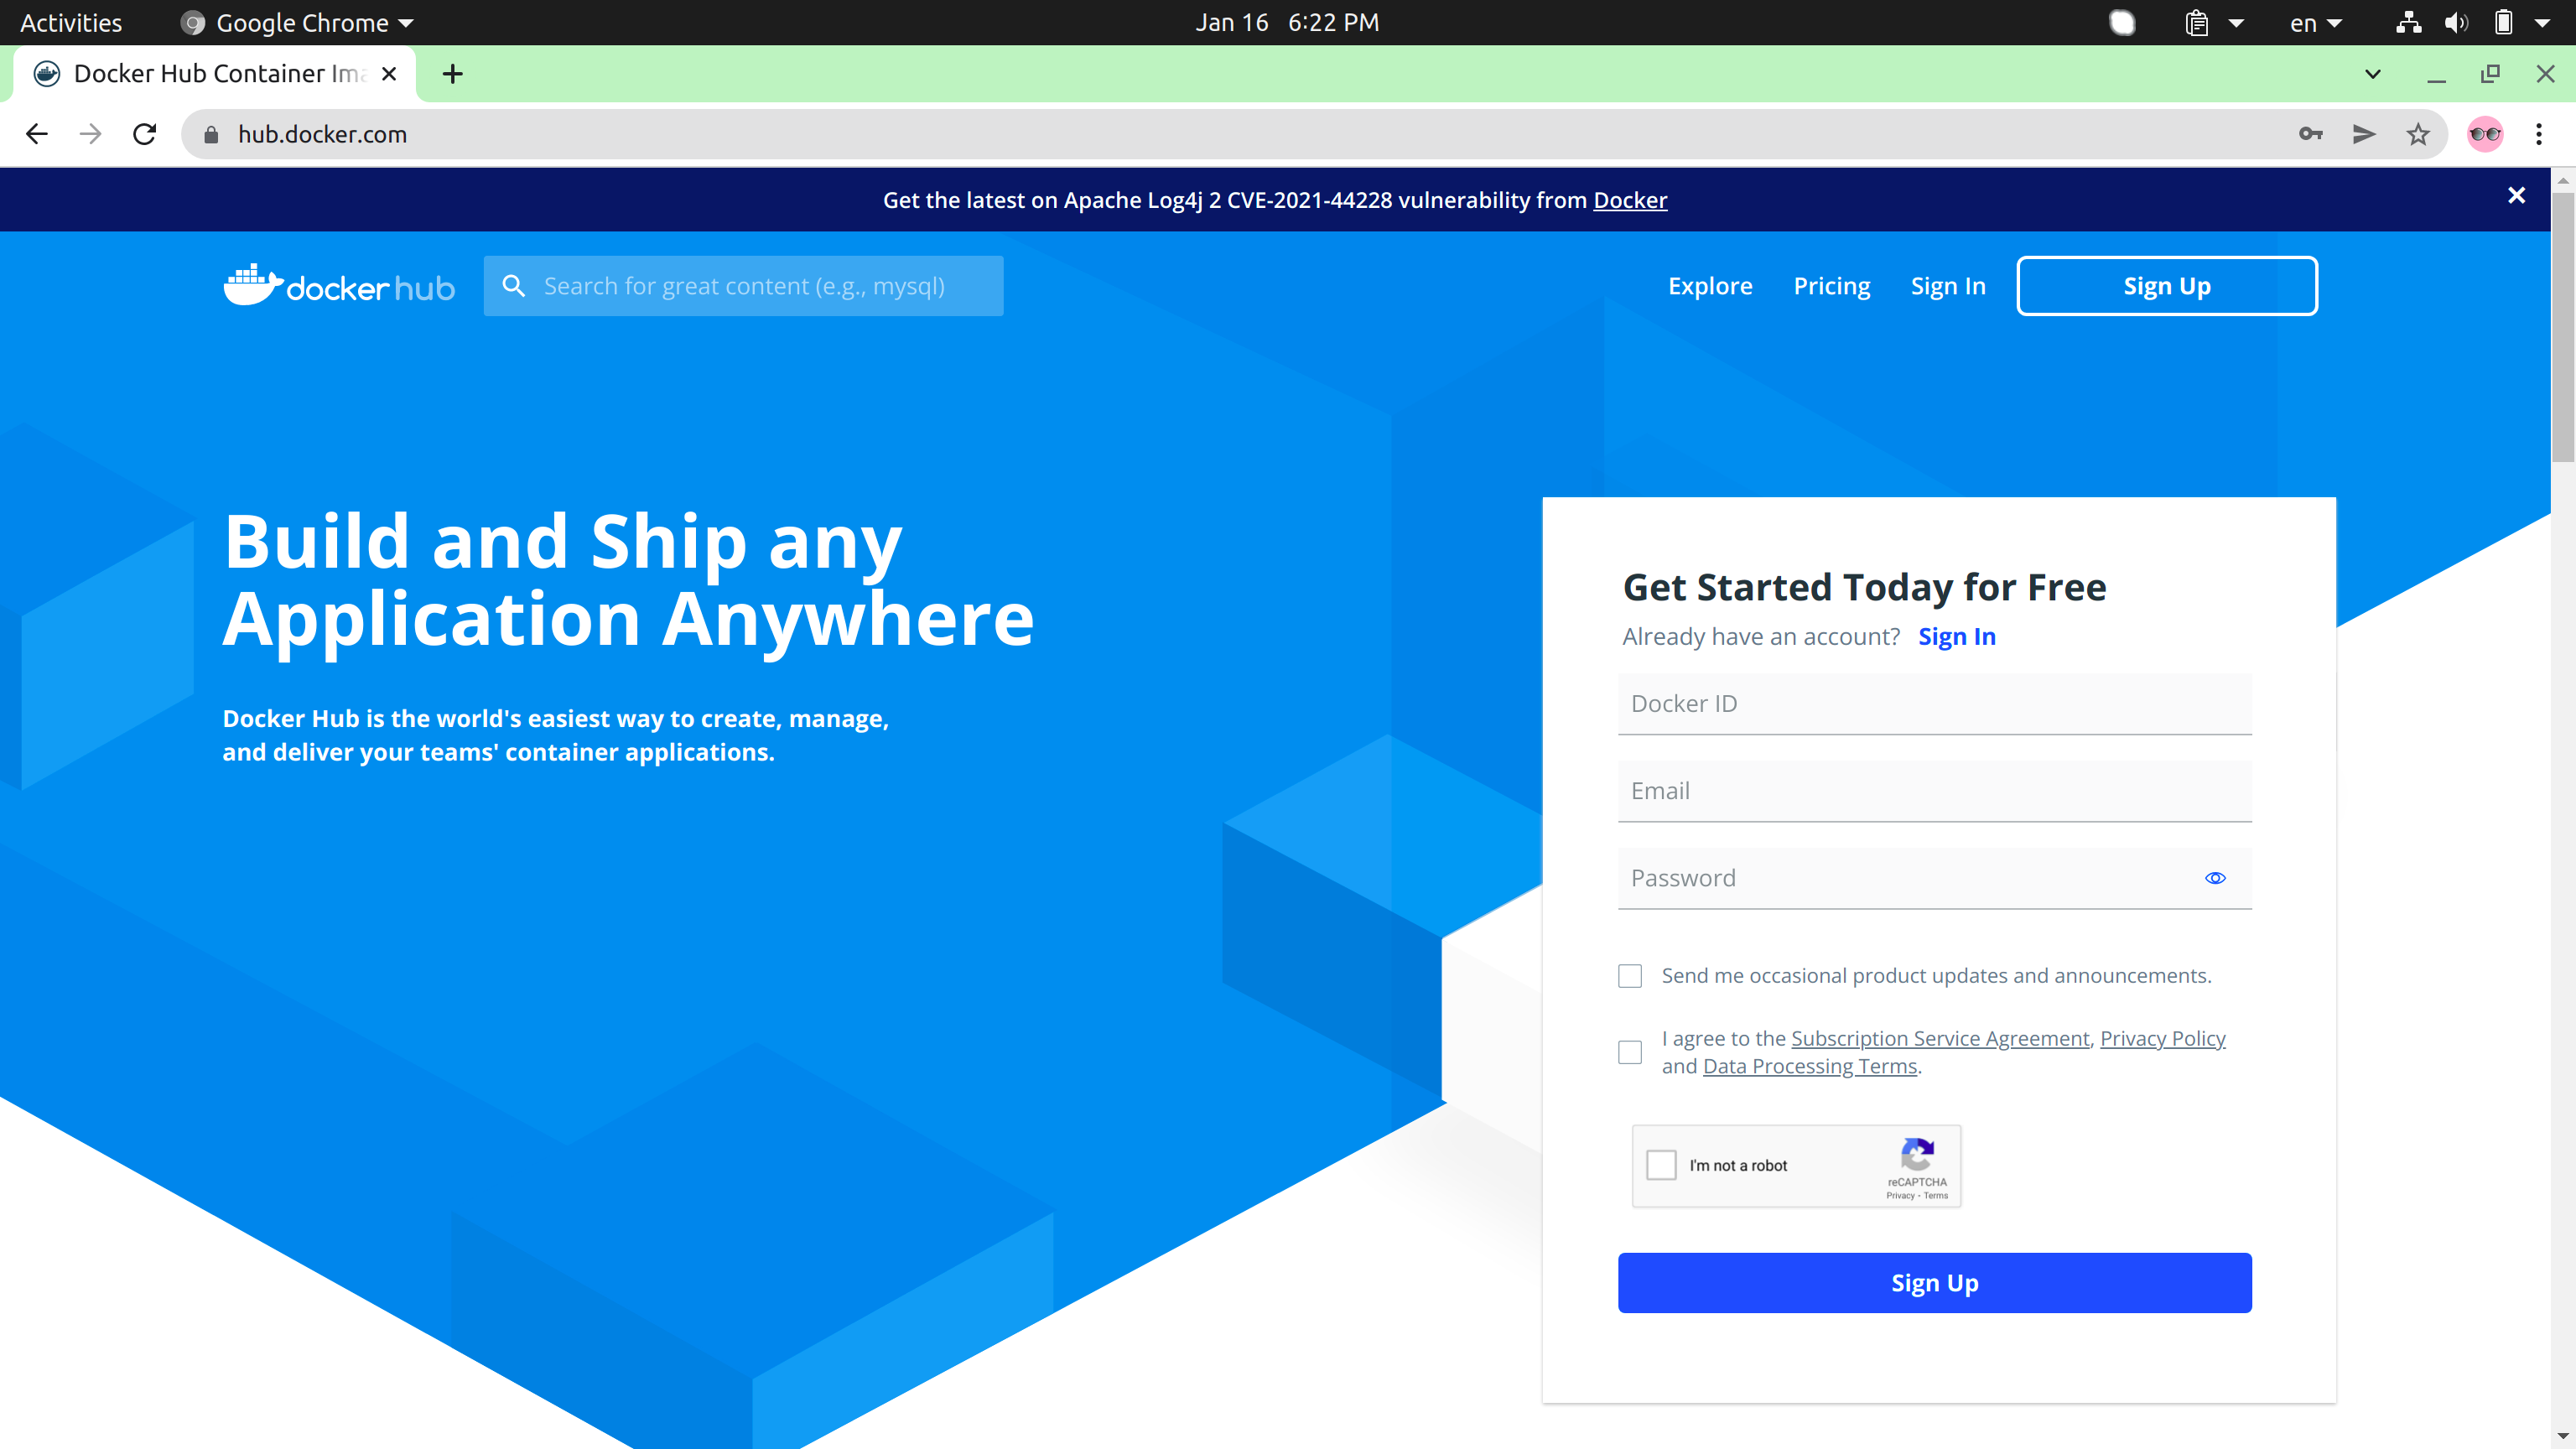 Activities
Google Chrome
Jan 16 6:22 PM
en
Docker Hub Container Ima
hub.docker.com
Get the latest on Apache Log4j 2 CVE-2021-44228 vulnerability from Docker
docker hub
Search for great content (e.g., mysql)
Explore
Pricing
Sign In
Sign Up
Build and Ship any
Application Anywhere
Docker Hub is the world's easiest way to create, manage,
and deliver your teams' container applications.
Get Started Today for Free
Already have an account? Sign In
Docker ID
Email
Password
Send me occasional product updates and announcements.
I agree to the Subscription Service Agreement, Privacy Policy
and Data Processing Terms.
I'm not a robot
reCAPTCHA
Privacy - Terms
Sign Up